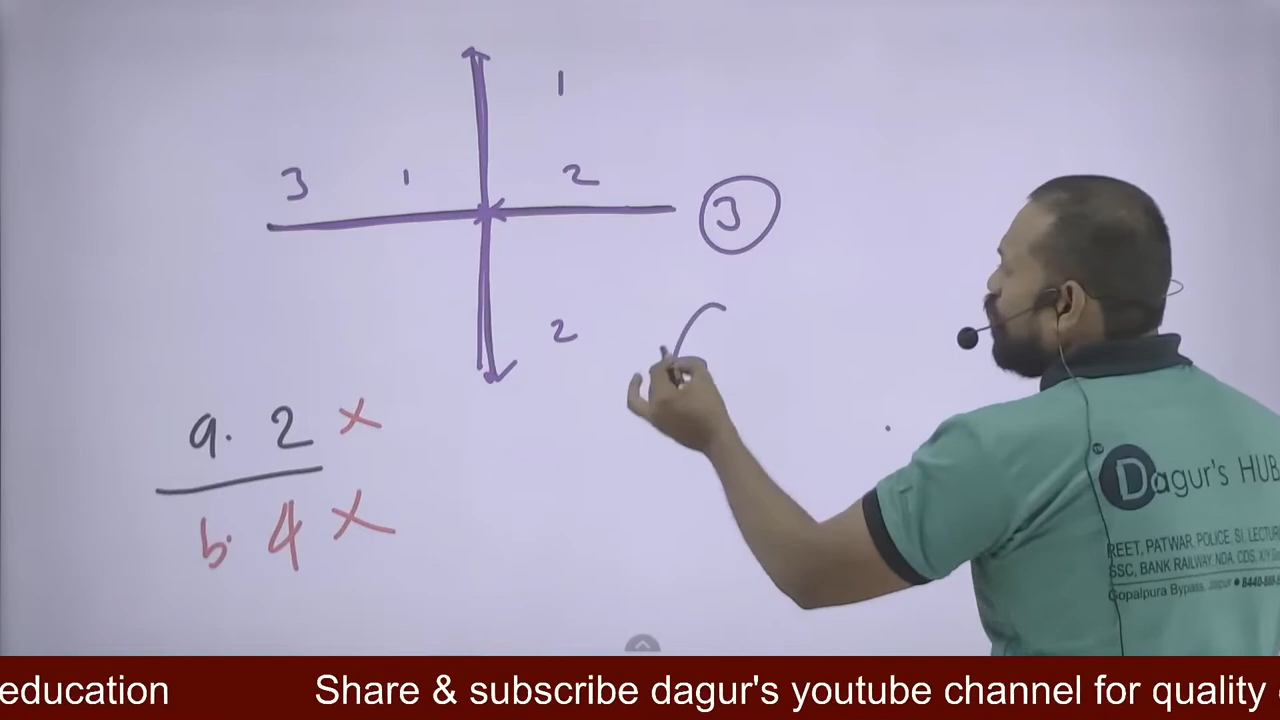 1
3 1 2
3
2
a. 2 x
b. 4 x
Dagur's HUB
REET, PATWAR, POLICE, SI, LECTUR
SSC, BANK RAILWAY, NDA, CDS, X/Y
Gopalpura Bypass, Jaipur
education Share & subscribe dagur's youtube channel for quality